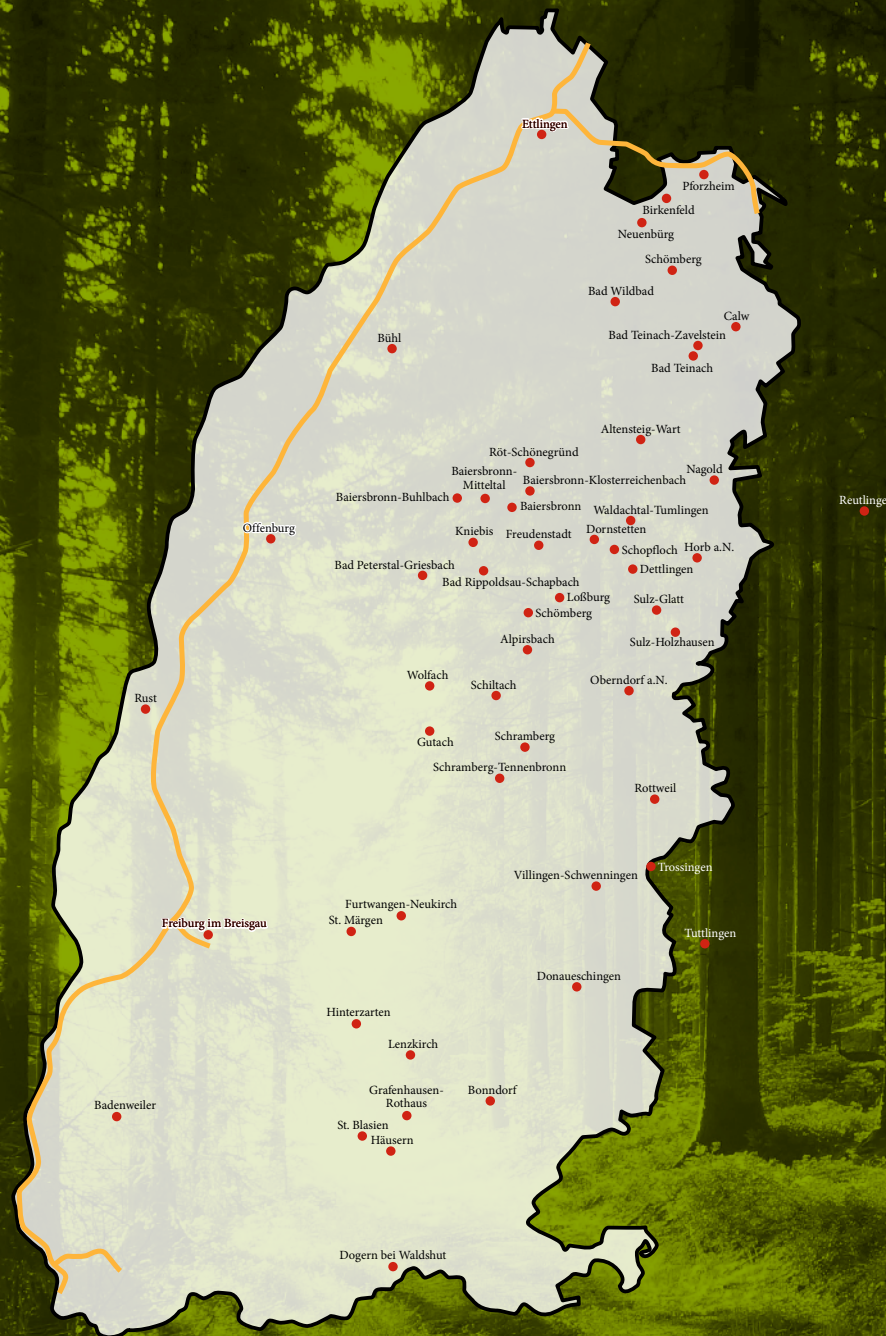 Ettlingen
Pforzheim
Birkenfeld
Neuenbürg
Schömberg
Bad Wildbad
Calw
Bad Teinach-Zavelstein
Bühl
Bad Teinach
Altensteig-Wart
Röt-Schönegründ
Baiersbronn-
Mitteltal
Nagold
Baiersbronn-Klosterreichenbach
Baiersbronn-Buhlbach
Reutlinge
Baiersbronn
Waldachtal-Tumlingen
Offenburg
Kniebis
Freudenstadt
Dornstetten
Schopfloch
Horb a.N.
Bad Peterstal-Griesbach
Dettlingen
Bad Rippoldsau-Schapbach
Loßburg
Sulz-Glatt
Schömberg
Alpirsbach
Sulz-Holzhausen
Wolfach
Schiltach
Oberndorf a.N.
Rust
Gutach
Schramberg
Schramberg-Tennenbronn
Rottweil
Trossingen
Villingen-Schwenningen
Furtwangen-Neukirch
St. Märgen
Freiburg im Breisgau
Tuttlingen
Donaueschingen
Hinterzarten
Lenzkirch
Grafenhausen-
Rothaus
Bonndorf
Badenweiler
St. Blasien
Häusern
Dogern bei Waldshut